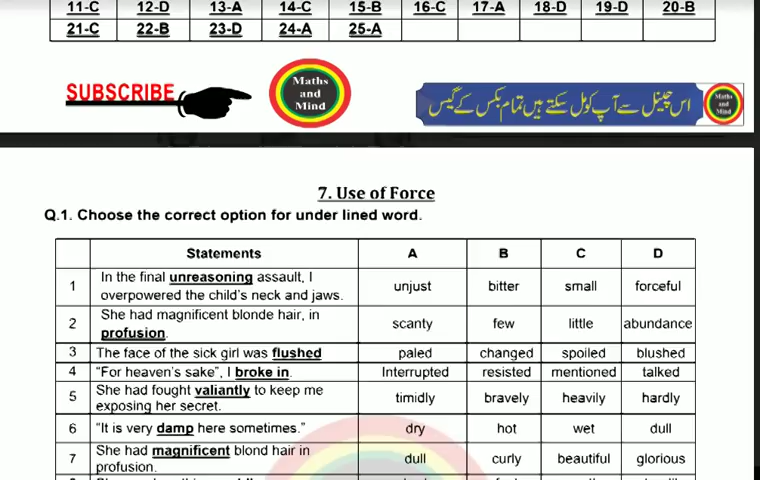 11-C 12-D 13-A 14-C 15-B 16-C 17-A 18-D 19-D 20-B
21-C 22-B 23-D 24-A 25-A
SUBSCRIBE
Maths
and
Mind
اس چینل سے آپ کو مل سکتے ہیں تمام بکس کے گیس
Maths
and
Mind
7. Use of Force
Q.1. Choose the correct option for under lined word.
Statements A B C D
1 In the final unreasoning assault, I overpowered the child's neck and jaws. unjust bitter small forceful
2 She had magnificent blonde hair, in profusion. scanty few little abundance
3 The face of the sick girl was flushed paled changed spoiled blushed
4 "For heaven's sake", I broke in. Interrupted resisted mentioned talked
5 She had fought valiantly to keep me exposing her secret. timidly bravely heavily hardly
6 "It is very damp here sometimes." dry hot wet dull
7 She had magnificent blond hair in profusion. dull curly beautiful glorious